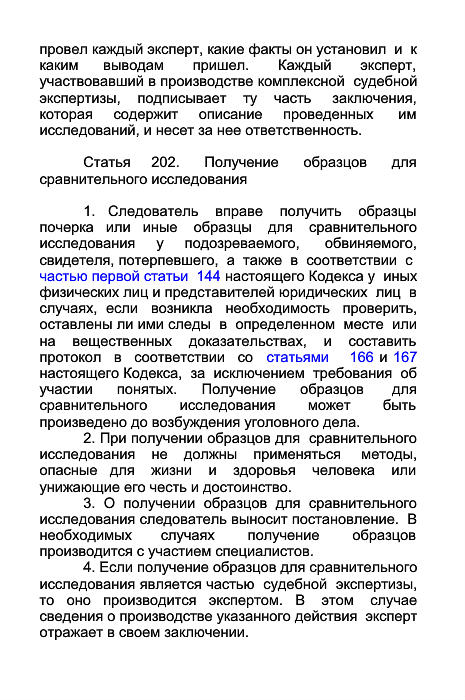 провел каждый эксперт, какие факты он установил и к
каким выводам пришел. Каждый эксперт,
участвовавший в производстве комплексной судебной
экспертизы, подписывает ту часть заключения,
которая содержит описание проведенных им
исследований, и несет за нее ответственность.
Статья 202. Получение образцов для
сравнительного исследования
1. Следователь вправе получить образцы
почерка или иные образцы для сравнительного
исследования у подозреваемого, обвиняемого,
свидетеля, потерпевшего, а также в соответствии с
частью первой статьи 144 настоящего Кодекса у иных
физических лиц и представителей юридических лиц в
случаях, если возникла необходимость проверить,
оставлены ли ими следы в определенном месте или
на вещественных доказательствах, и составить
протокол в соответствии со статьями 166 и 167
настоящего Кодекса, за исключением требования об
участии понятых. Получение образцов для
сравнительного исследования может быть
произведено до возбуждения уголовного дела.
2. При получении образцов для сравнительного
исследования не должны применяться методы,
опасные для жизни и здоровья человека или
унижающие его честь и достоинство.
3. О получении образцов для сравнительного
исследования следователь выносит постановление. В
необходимых случаях получение образцов
производится с участием специалистов.
4. Если получение образцов для сравнительного
исследования является частью судебной экспертизы,
то оно производится экспертом. В этом случае
сведения о производстве указанного действия эксперт
отражает в своем заключении.